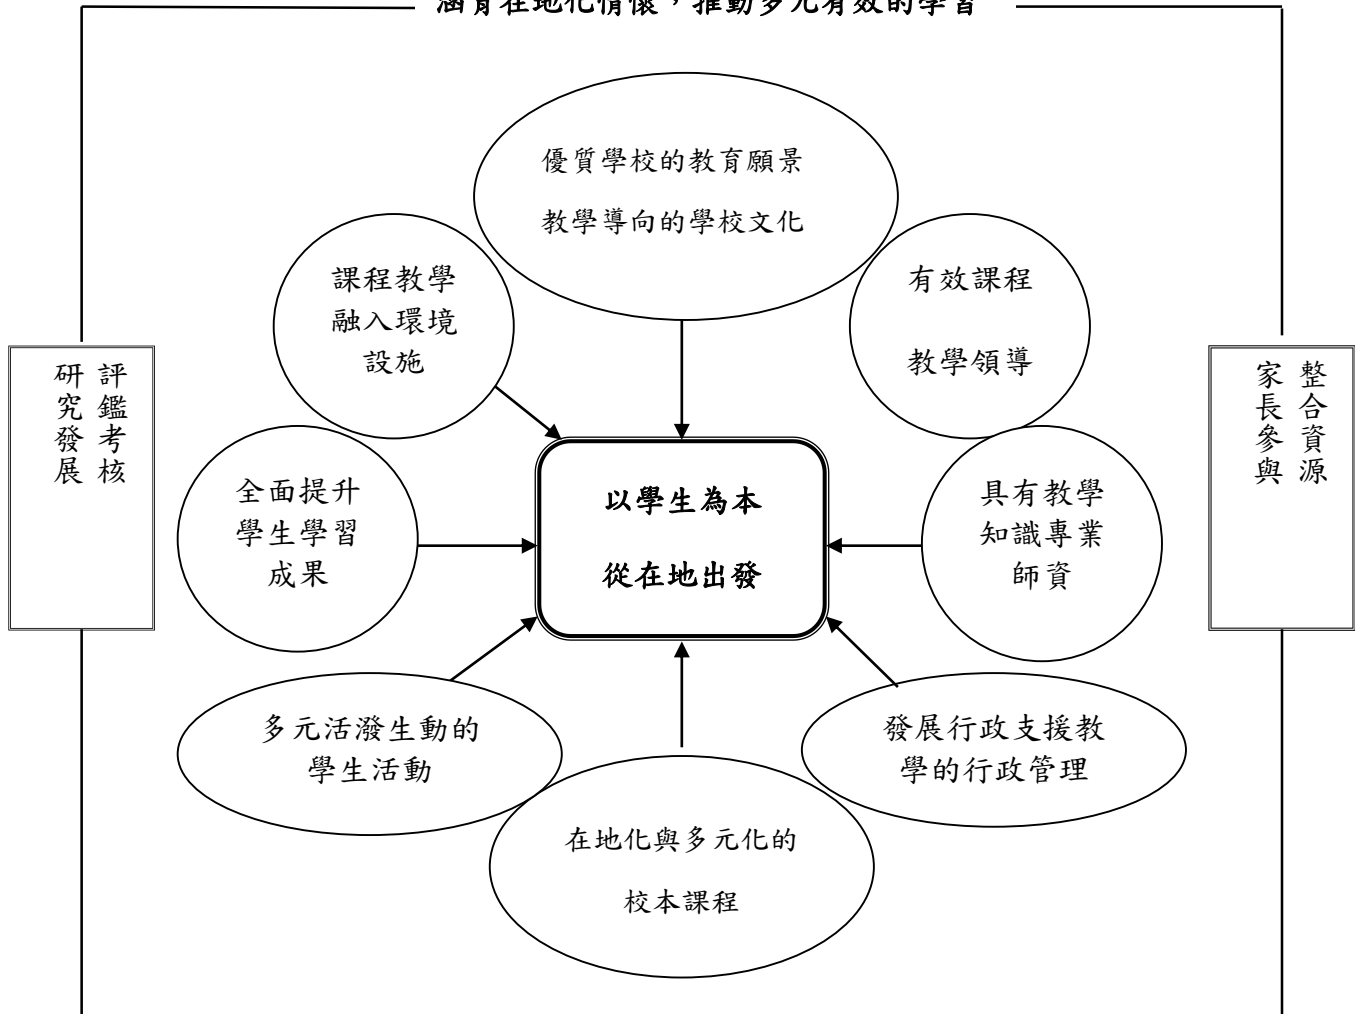 涵育在地化情懷，推動多元有效的學習
優質學校的教育願景
教學導向的學校文化
課程教學
融入環境
設施
有效課程
教學領導
評鑑考核
研究發展
整合資源
家長參與
全面提升
學生學習
成果
以學生為本
從在地出發
具有教學
知識專業
師資
多元活潑生動的
學生活動
發展行政支援教
學的行政管理
在地化與多元化的
校本課程